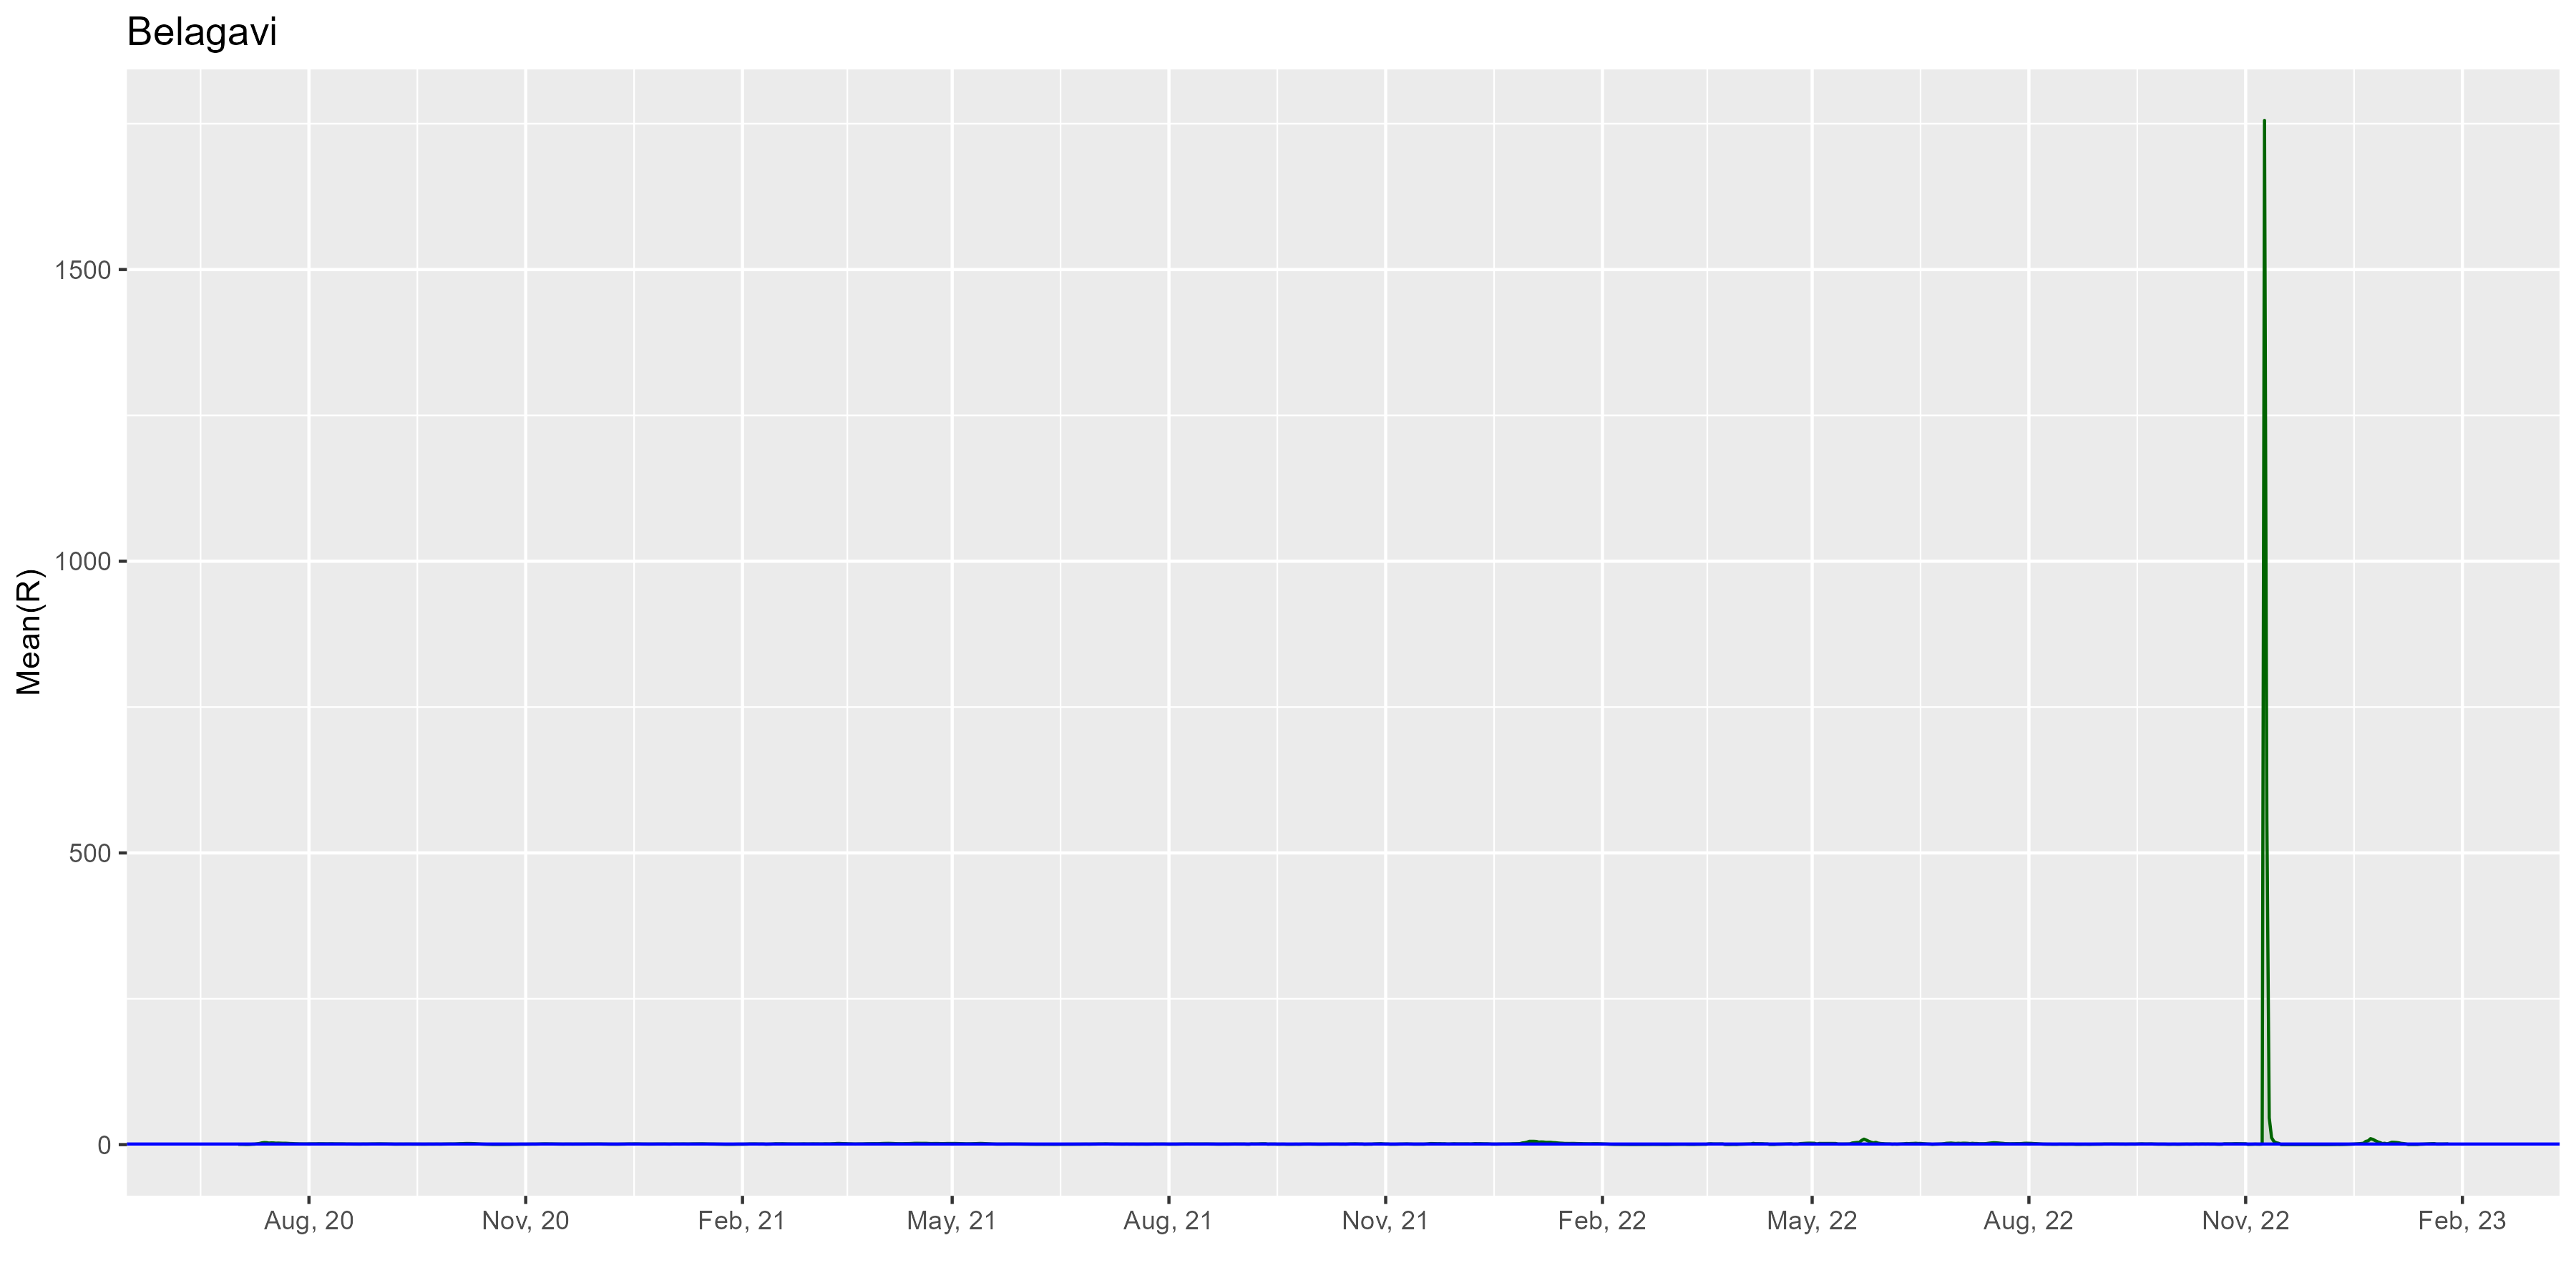 Belagavi
Mean(R)
1500
1000
500
0
Aug, 20
Nov, 20
Feb, 21
May, 21
Aug, 21
Nov, 21
Feb, 22
May, 22
Aug, 22
Nov, 22
Feb, 23